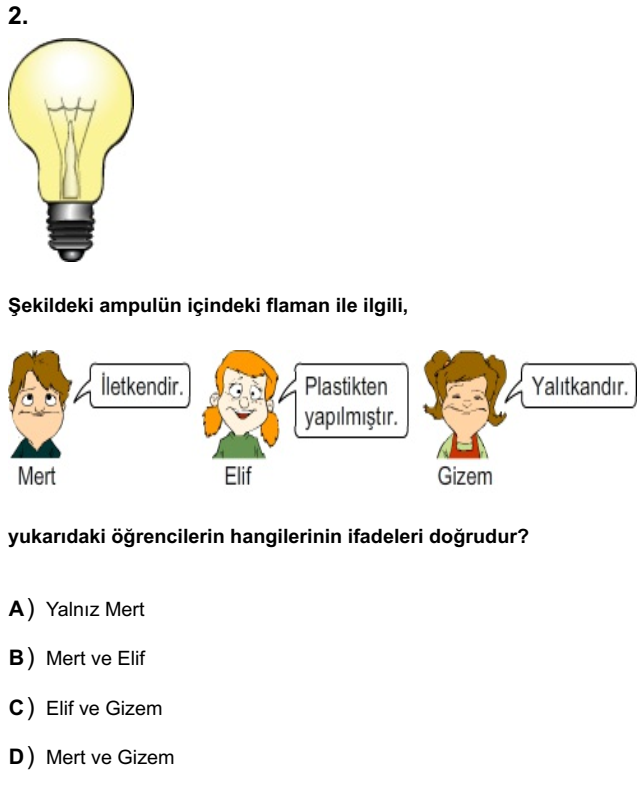 2.
Şekildeki ampulün içindeki flaman ile ilgili,
İletkendir.
Plastikten
yapılmıştır.
Yalıtkandır.
Mert
Elif
Gizem
yukarıdaki öğrencilerin hangilerinin ifadeleri doğrudur?
A) Yalnız Mert
B) Mert ve Elif
C) Elif ve Gizem
D) Mert ve Gizem